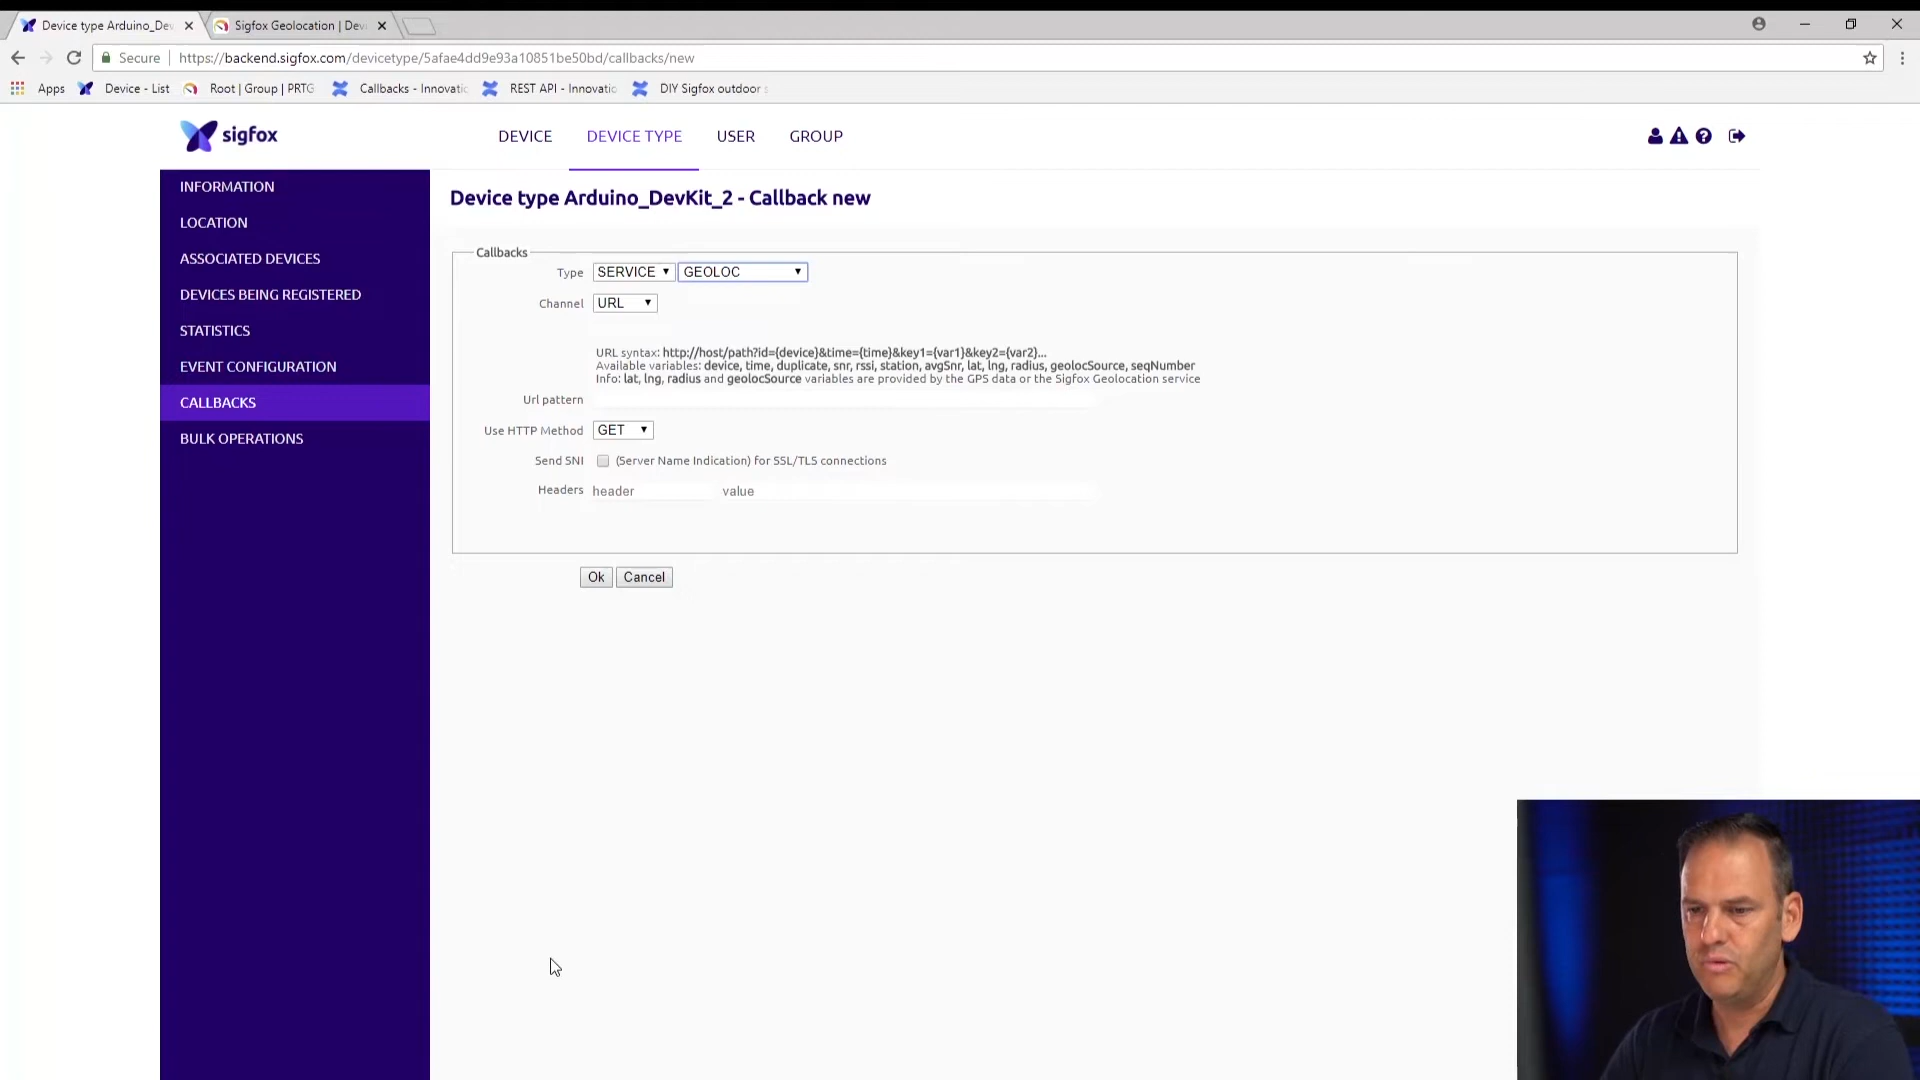 Device type Arduino_De
Sigfox Geolocation | Dev
Secure
https://backend.sigfox.com/devicetype/5afae4dd9e93a10851be50bd/callbacks/new
Apps
Device - List
Root | Group | PRTG
Callbacks - Innovatio
REST API - Innovatio
DIY Sigfox outdoor
sigfox
DEVICE
DEVICE TYPE
USER
GROUP
INFORMATION
LOCATION
ASSOCIATED DEVICES
DEVICES BEING REGISTERED
STATISTICS
EVENT CONFIGURATION
CALLBACKS
BULK OPERATIONS
Device type Arduino_DevKit_2 - Callback new
Callbacks
Type SERVICE GEOLOC
Channel URL
URL syntax: http://host/path?id={device}&time={time}&key1={var1}&key2={var2}...
Available variables: device, time, duplicate, snr, rssi, station, avgSnr, lat, lng, radius, geolocSource, seqNumber
Info: lat, lng, radius and geolocSource variables are provided by the GPS data or the Sigfox Geolocation service
Url pattern
Use HTTP Method GET
Send SNI (Server Name Indication) for SSL/TLS connections
Headers header value
Ok Cancel